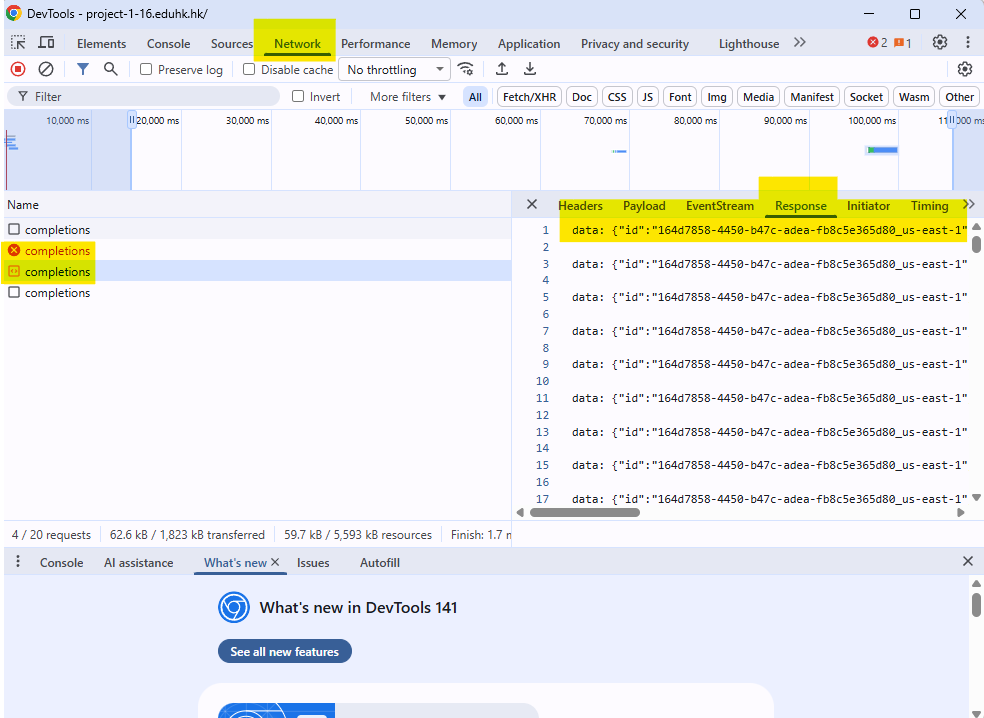 DevTools - project-1-16.eduhk.hk/
Elements Console Sources Network Performance Memory Application Privacy and security Lighthouse 2 1
Preserve log Disable cache No throttling
Filter Invert More filters All Fetch/XHR Doc CSS JS Font Img Media Manifest Socket Wasm Other
10,000 ms 20,000 ms 30,000 ms 40,000 ms 50,000 ms 60,000 ms 70,000 ms 80,000 ms 90,000 ms 100,000 ms
Name
completions
completions
completions
completions
Headers Payload EventStream Response Initiator Timing
1 data: {"id":"164d7858-4450-b47c-adea-fb8c5e365d80_us-east-1"
2
3 data: {"id":"164d7858-4450-b47c-adea-fb8c5e365d80_us-east-1"
4
5 data: {"id":"164d7858-4450-b47c-adea-fb8c5e365d80_us-east-1"
6
7 data: {"id":"164d7858-4450-b47c-adea-fb8c5e365d80_us-east-1"
8
9 data: {"id":"164d7858-4450-b47c-adea-fb8c5e365d80_us-east-1"
10
11 data: {"id":"164d7858-4450-b47c-adea-fb8c5e365d80_us-east-1"
12
13 data: {"id":"164d7858-4450-b47c-adea-fb8c5e365d80_us-east-1"
14
15 data: {"id":"164d7858-4450-b47c-adea-fb8c5e365d80_us-east-1"
16
17 data: {"id":"164d7858-4450-b47c-adea-fb8c5e365d80_us-east-1"
4 / 20 requests 62.6 kB / 1,823 kB transferred 59.7 kB / 5,593 kB resources Finish: 1.7
Console AI assistance What's new Issues Autofill
What's new in DevTools 141
See all new features